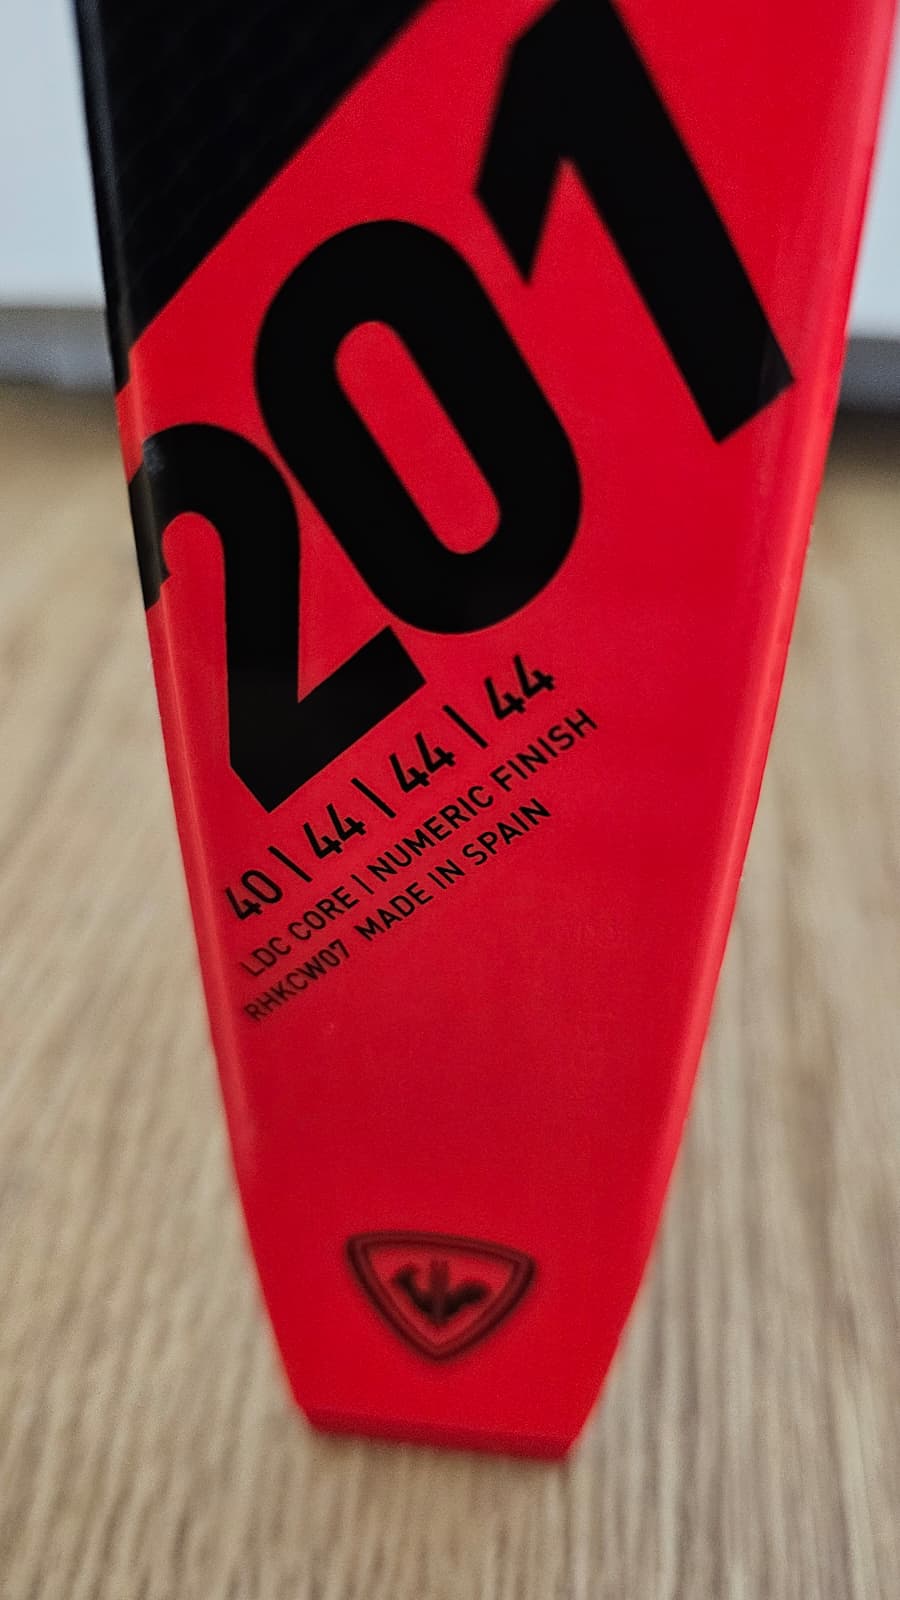 201
40 \ 44 \ 44 \ 44
LDC CORE | NUMERIC FINISH
RHKCW07 MADE IN SPAIN